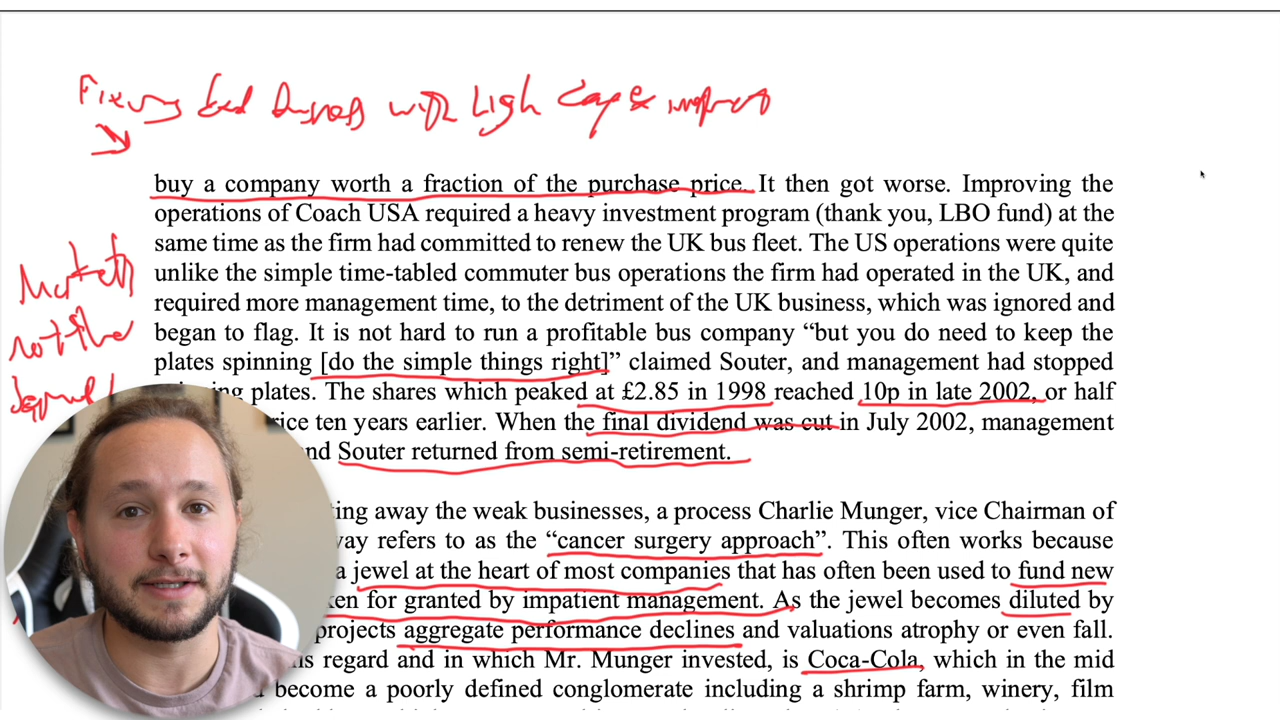 Fixing bad business with high capex input
buy a company worth a fraction of the purchase price. It then got worse. Improving the
operations of Coach USA required a heavy investment program (thank you, LBO fund) at the
same time as the firm had committed to renew the UK bus fleet. The US operations were quite
unlike the simple time-tabled commuter bus operations the firm had operated in the UK, and
required more management time, to the detriment of the UK business, which was ignored and
began to flag. It is not hard to run a profitable bus company “but you do need to keep the
plates spinning [do the simple things right]” claimed Souter, and management had stopped
plates. The shares which peaked at £2.85 in 1998 reached 10p in late 2002, or half
ten years earlier. When the final dividend was cut in July 2002, management
Souter returned from semi-retirement.
away the weak businesses, a process Charlie Munger, vice Chairman of
refers to as the “cancer surgery approach”. This often works because
a jewel at the heart of most companies that has often been used to fund new
for granted by impatient management. As the jewel becomes diluted by
projects aggregate performance declines and valuations atrophy or even fall.
regard and in which Mr. Munger invested, is Coca-Cola, which in the mid
become a poorly defined conglomerate including a shrimp farm, winery, film
Markets
not the